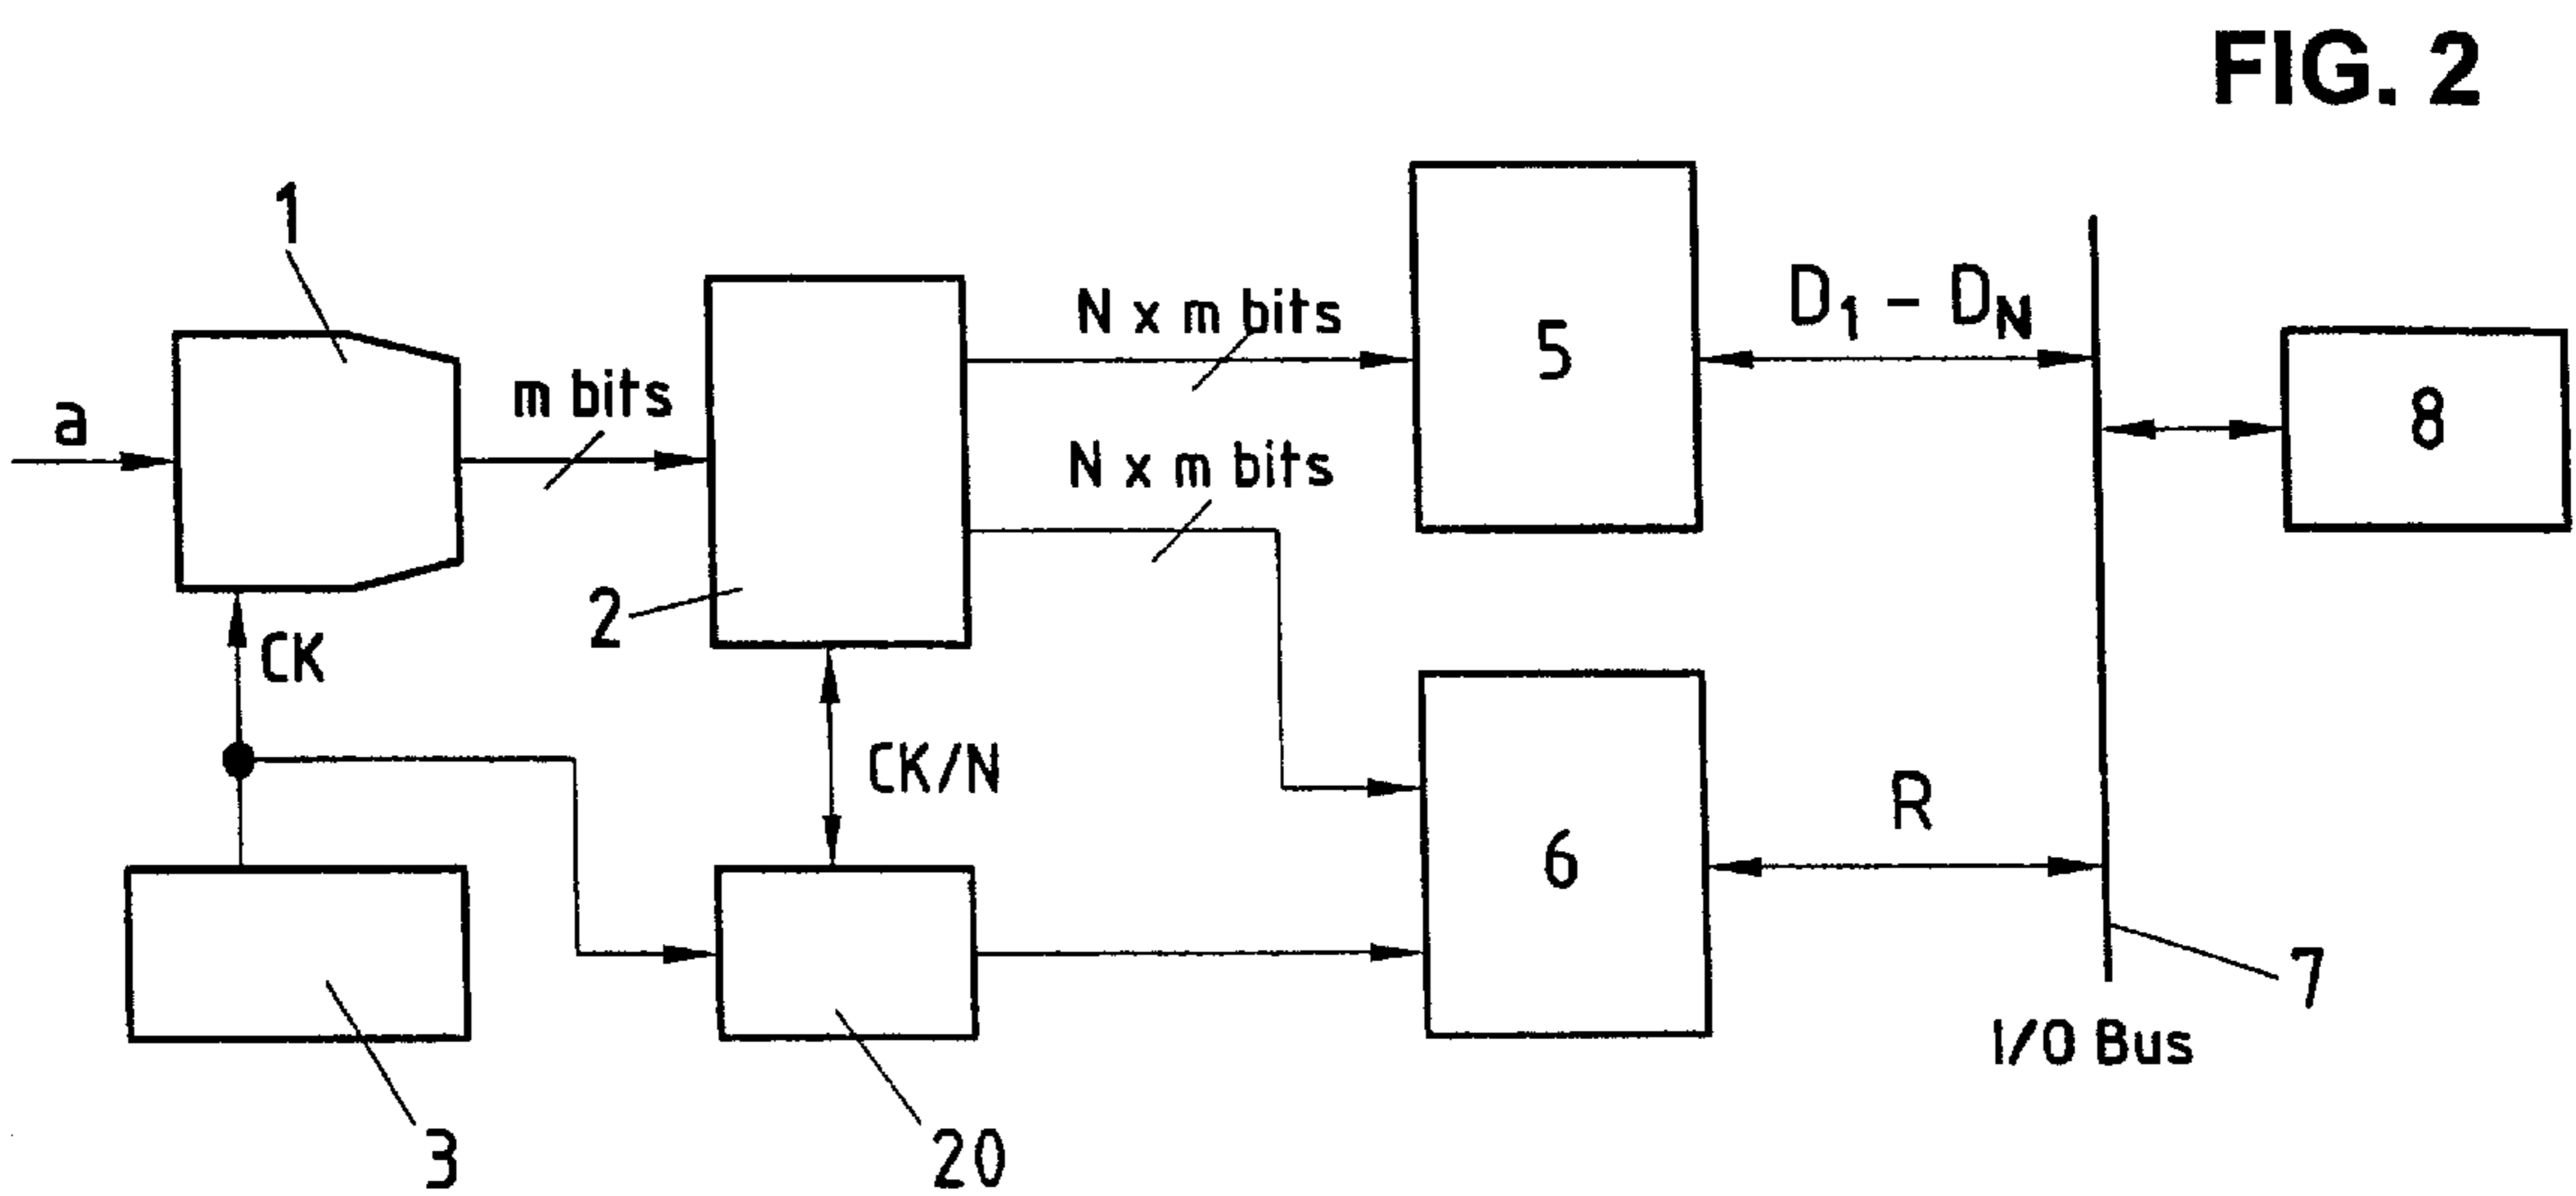 FIG. 2
1
a
m bits
N x m bits
N x m bits
5
D1 - DN
8
2
CK
CK/N
6
R
7
I/O Bus
3
20